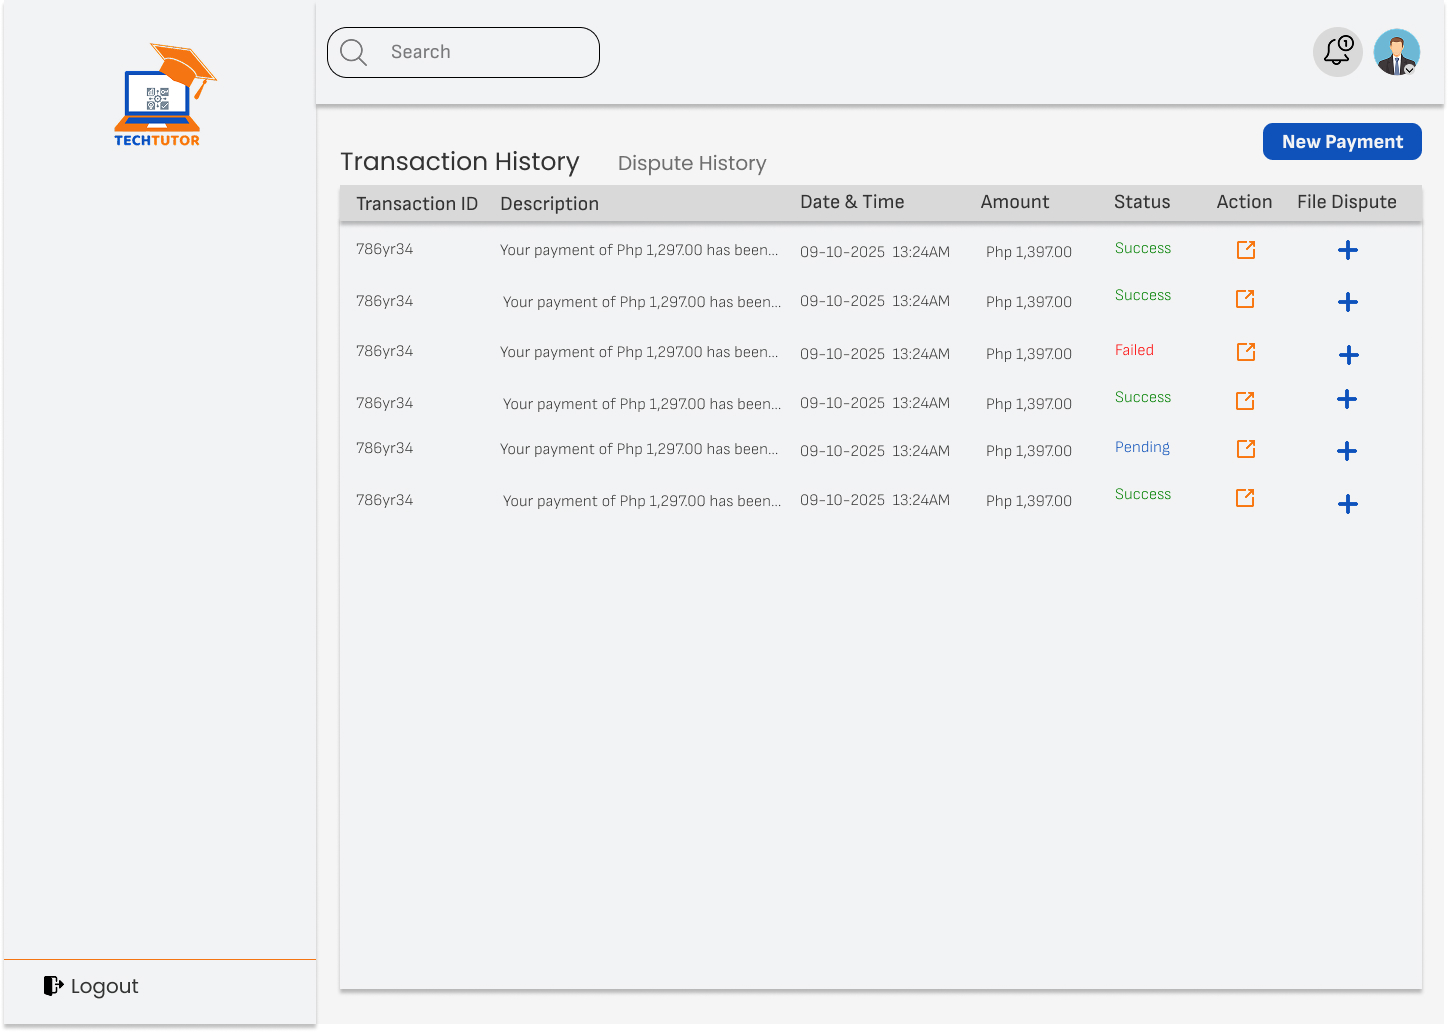 TECHTUTOR
Search
1
New Payment
Transaction History Dispute History
Transaction ID Description Date & Time Amount Status Action File Dispute
786yr34 Your payment of Php 1,297.00 has been... 09-10-2025 13:24AM Php 1,397.00 Success
786yr34 Your payment of Php 1,297.00 has been... 09-10-2025 13:24AM Php 1,397.00 Success
786yr34 Your payment of Php 1,297.00 has been... 09-10-2025 13:24AM Php 1,397.00 Failed
786yr34 Your payment of Php 1,297.00 has been... 09-10-2025 13:24AM Php 1,397.00 Success
786yr34 Your payment of Php 1,297.00 has been... 09-10-2025 13:24AM Php 1,397.00 Pending
786yr34 Your payment of Php 1,297.00 has been... 09-10-2025 13:24AM Php 1,397.00 Success
Logout